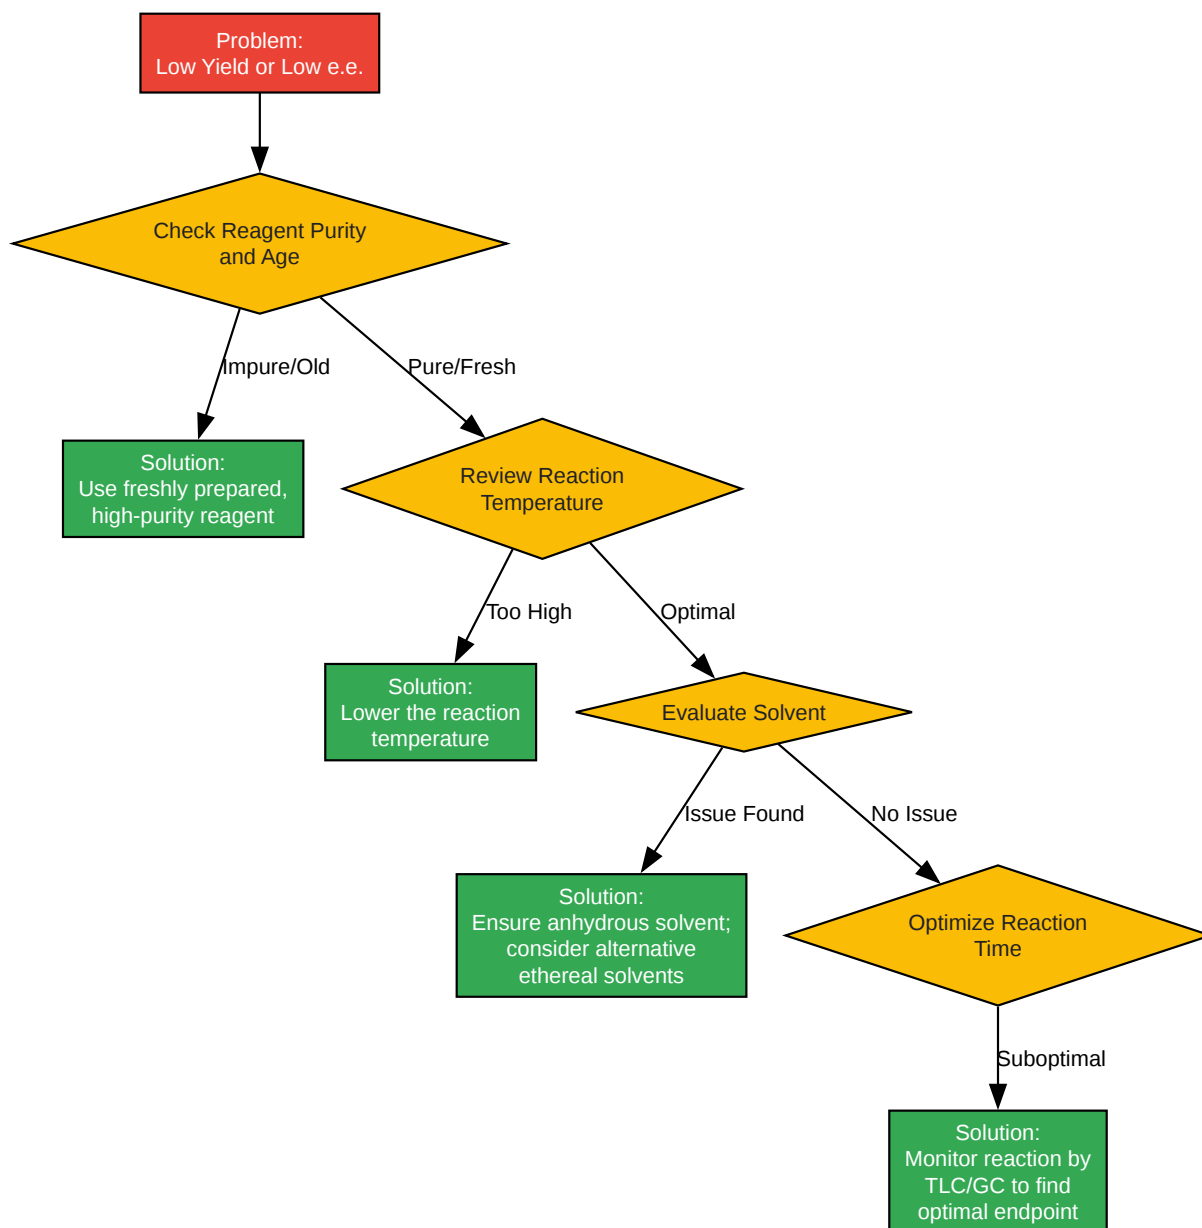 Problem:
Low Yield or Low e.e.
Check Reagent Purity
and Age
Impure/Old
Pure/Fresh
Solution:
Use freshly prepared,
high-purity reagent
Review Reaction
Temperature
Too High
Optimal
Solution:
Lower the reaction
temperature
Evaluate Solvent
Issue Found
No Issue
Solution:
Ensure anhydrous solvent;
consider alternative
ethereal solvents
Optimize Reaction
Time
Suboptimal
Solution:
Monitor reaction by
TLC/GC to find
optimal endpoint